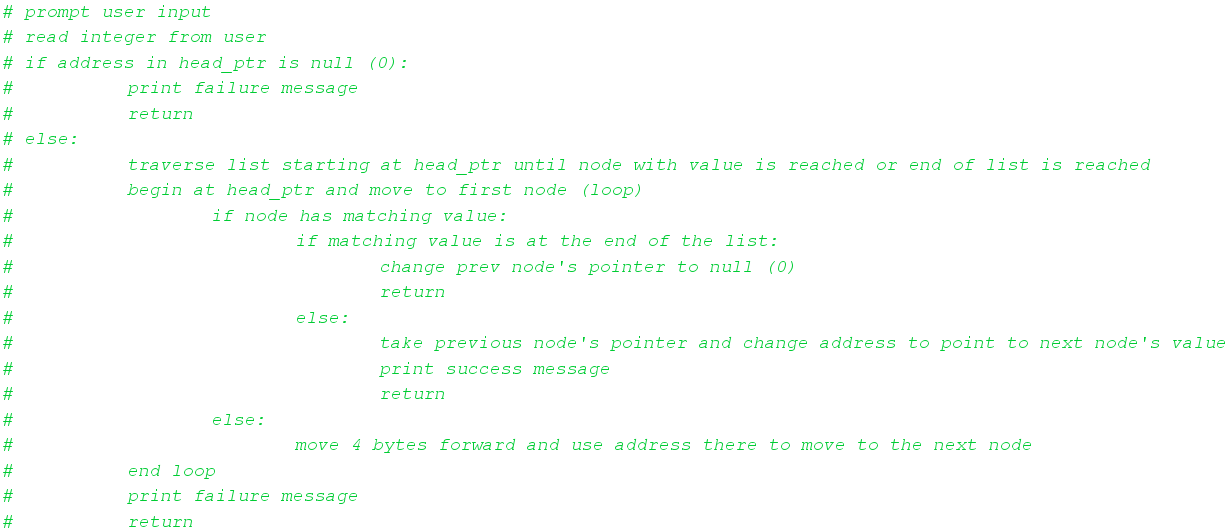 # prompt user input
# read integer from user
# if address in head_ptr is null (0):
#          print failure message
#          return
# else:
#          traverse list starting at head_ptr until node with value is reached or end of list is reached
#          begin at head_ptr and move to first node (loop)
#                  if node has matching value:
#                          if matching value is at the end of the list:
#                                  change prev node's pointer to null (0)
#                                  return
#                          else:
#                                  take previous node's pointer and change address to point to next node's value
#                                  print success message
#                                  return
#                  else:
#                          move 4 bytes forward and use address there to move to the next node
#          end loop
#          print failure message
#          return